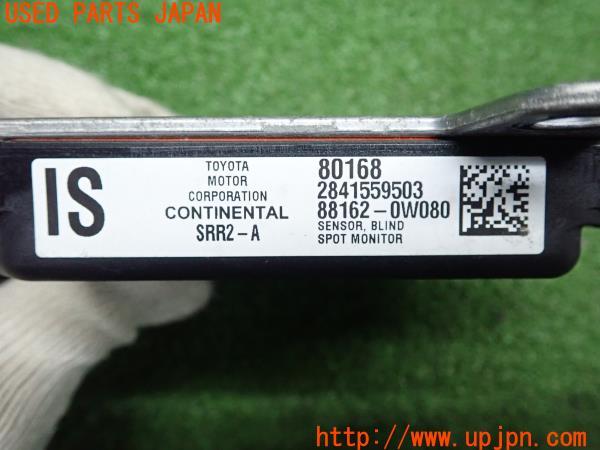 USED PARTS JAPAN
IS
TOYOTA
MOTOR
CORPORATION
CONTINENTAL
SRR2-A
80168
2841559503
88162-0W080
SENSOR, BLIND
SPOT MONITOR
http://www.upjpn.com/